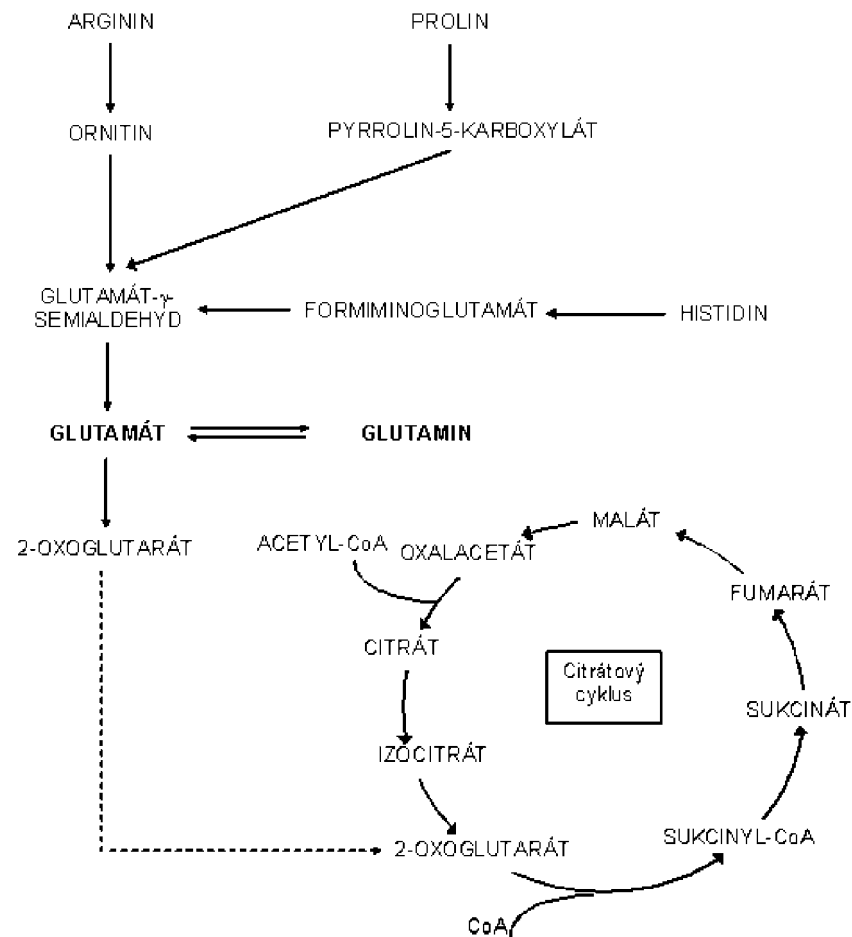 ARGININ
PROLIN
ORNITIN
PYRROLIN-5-KARBOXYLÁT
GLUTAMÁT-γ-
SEMIALDEHYD
FORMIMINOGLUTAMÁT
HISTIDIN
GLUTAMÁT
GLUTAMIN
2-OXOGLUTARÁT
ACETYL-CoA
OXALACETÁT
MALÁT
FUMARÁT
CITRÁT
Citrátový
cyklus
SUKCINÁT
IZOCITRÁT
2-OXOGLUTARÁT
SUKCINYL-CoA
CoA